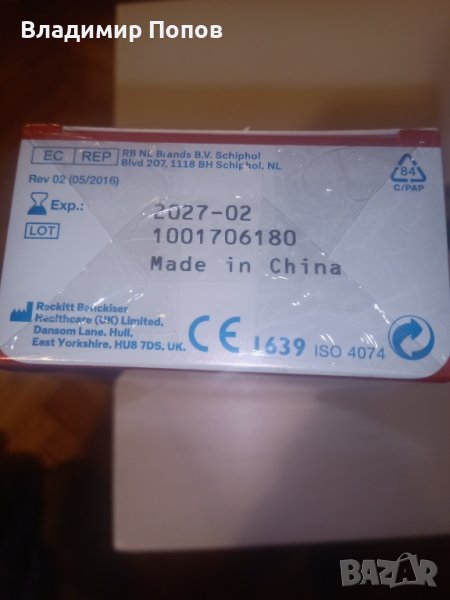 Владимир Попов
EC REP RB NL Brands B.V. Schiphol
Blvd 207, 1118 BH Schiphol, NL
Rev 02 (05/2016)
84
C/PAP
Exp.: 2027-02
LOT 1001706180
Made in China
Reckitt Benckiser
Healthcare (UK) Limited,
Dansom Lane, Hull,
East Yorkshire, HU8 7DS, UK.
CE 1639 ISO 4074
BAZAR